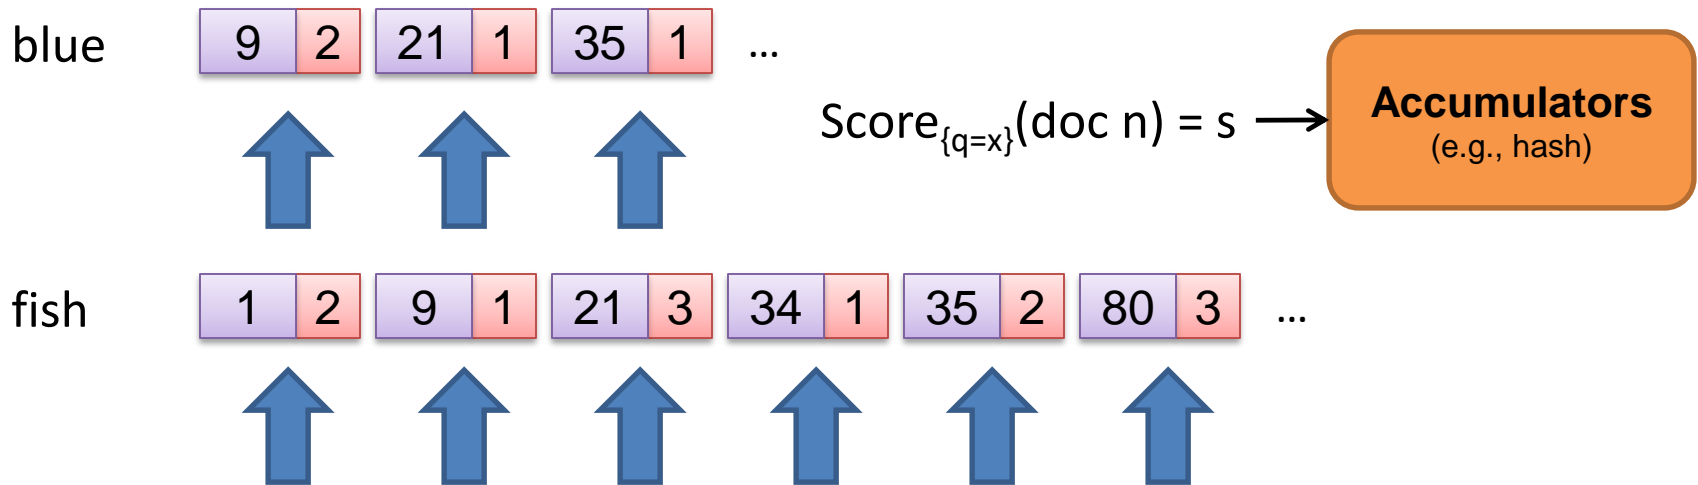 blue 9 2 21 1 35 1 ...
Score{q=x}(doc n) = s
Accumulators
(e.g., hash)
fish 1 2 9 1 21 3 34 1 35 2 80 3 ...